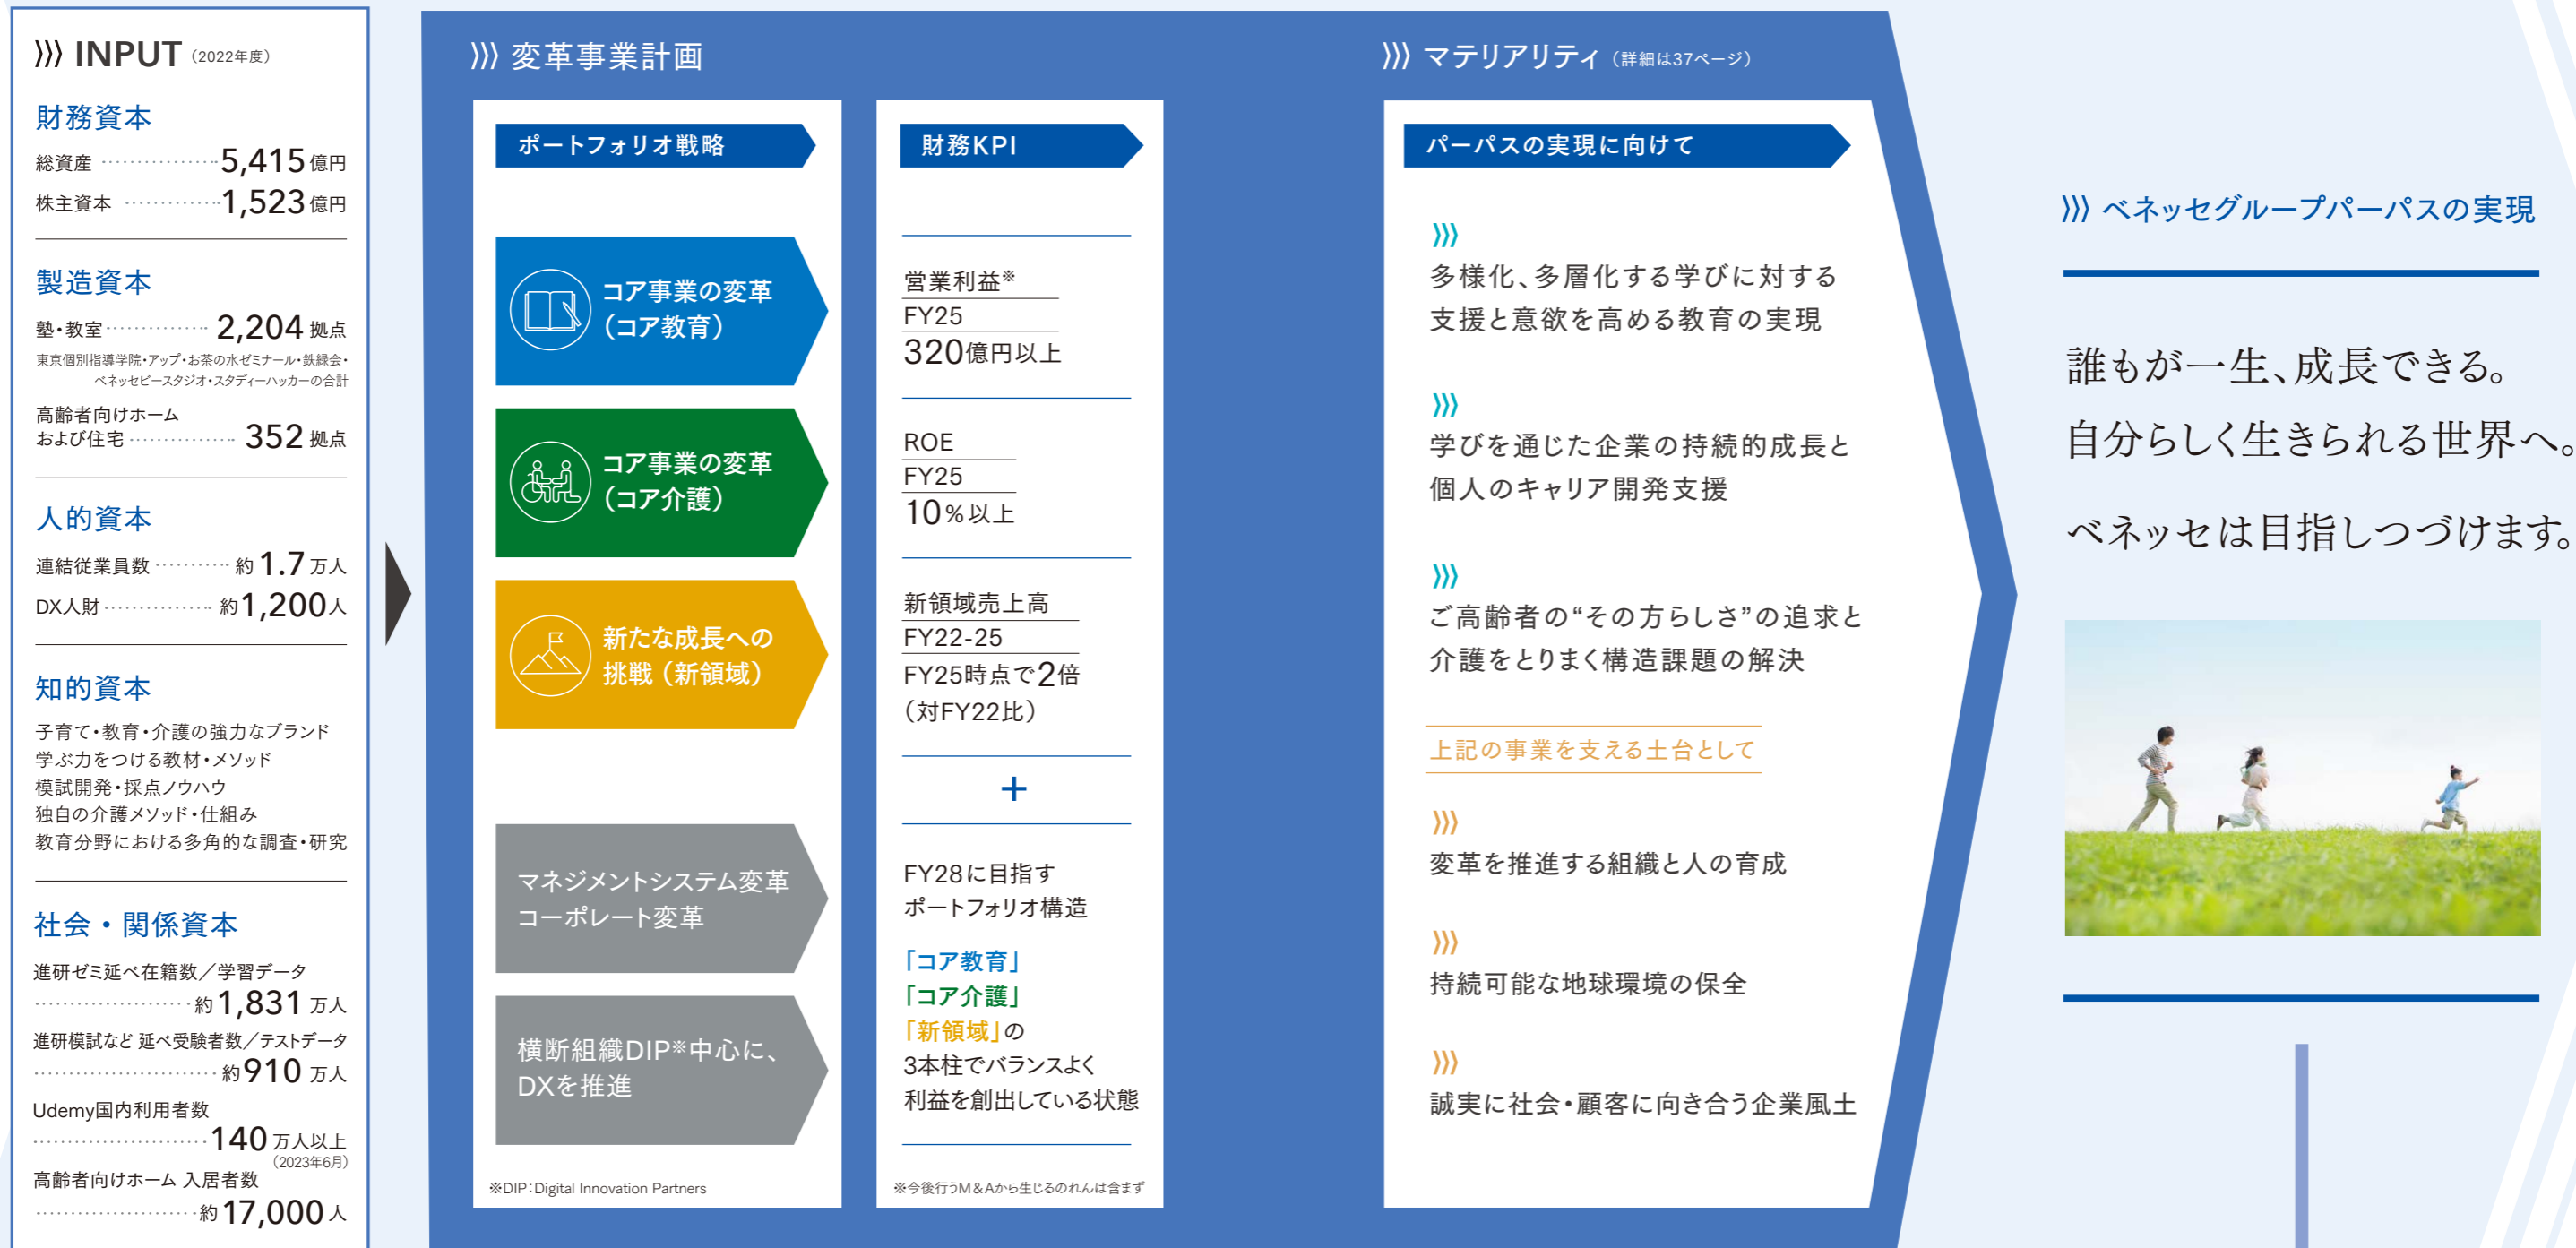 INPUT（2022年度）
財務資本
総資産 5,415億円
株主資本 1,523億円
製造資本
塾・教室 2,204拠点
東京個別指導学院・アップ・お茶の水ゼミナール・鉄緑会・
ベネッセビースタジオ・スタディーハッカーの合計
高齢者向けホーム
および住宅 352拠点
人的資本
連結従業員数 約1.7万人
DX人財 約1,200人
知的資本
子育て・教育・介護の強力なブランド
学ぶ力をつける教材・メソッド
模試開発・採点ノウハウ
独自の介護メソッド・仕組み
教育分野における多角的な調査・研究
社会・関係資本
進研ゼミ延べ在籍数／学習データ
約1,831万人
進研模試など 延べ受験者数／テストデータ
約910万人
Udemy国内利用者数
140万人以上
（2023年6月）
高齢者向けホーム 入居者数
約17,000人
変革事業計画
ポートフォリオ戦略
コア事業の変革
（コア教育）
コア事業の変革
（コア介護）
新たな成長への
挑戦（新領域）
マネジメントシステム変革
コーポレート変革
横断組織DIP※中心に、
DXを推進
※DIP：Digital Innovation Partners
財務KPI
営業利益※
FY25
320億円以上
ROE
FY25
10%以上
新領域売上高
FY22-25
FY25時点で2倍
（対FY22比）
+
FY28に目指す
ポートフォリオ構造
「コア教育」
「コア介護」
「新領域」の
3本柱でバランスよく
利益を創出している状態
※今後行うM＆Aから生じるのれんは含まず
マテリアリティ（詳細は37ページ）
パーパスの実現に向けて
多様化、多層化する学びに対する
支援と意欲を高める教育の実現
学びを通じた企業の持続的成長と
個人のキャリア開発支援
ご高齢者の“その方らしさ”の追求と
介護をとりまく構造課題の解決
上記の事業を支える土台として
変革を推進する組織と人の育成
持続可能な地球環境の保全
誠実に社会・顧客に向き合う企業風土
ベネッセグループパーパスの実現
誰もが一生、成長できる。
自分らしく生きられる世界へ。
ベネッセは目指しつづけます。